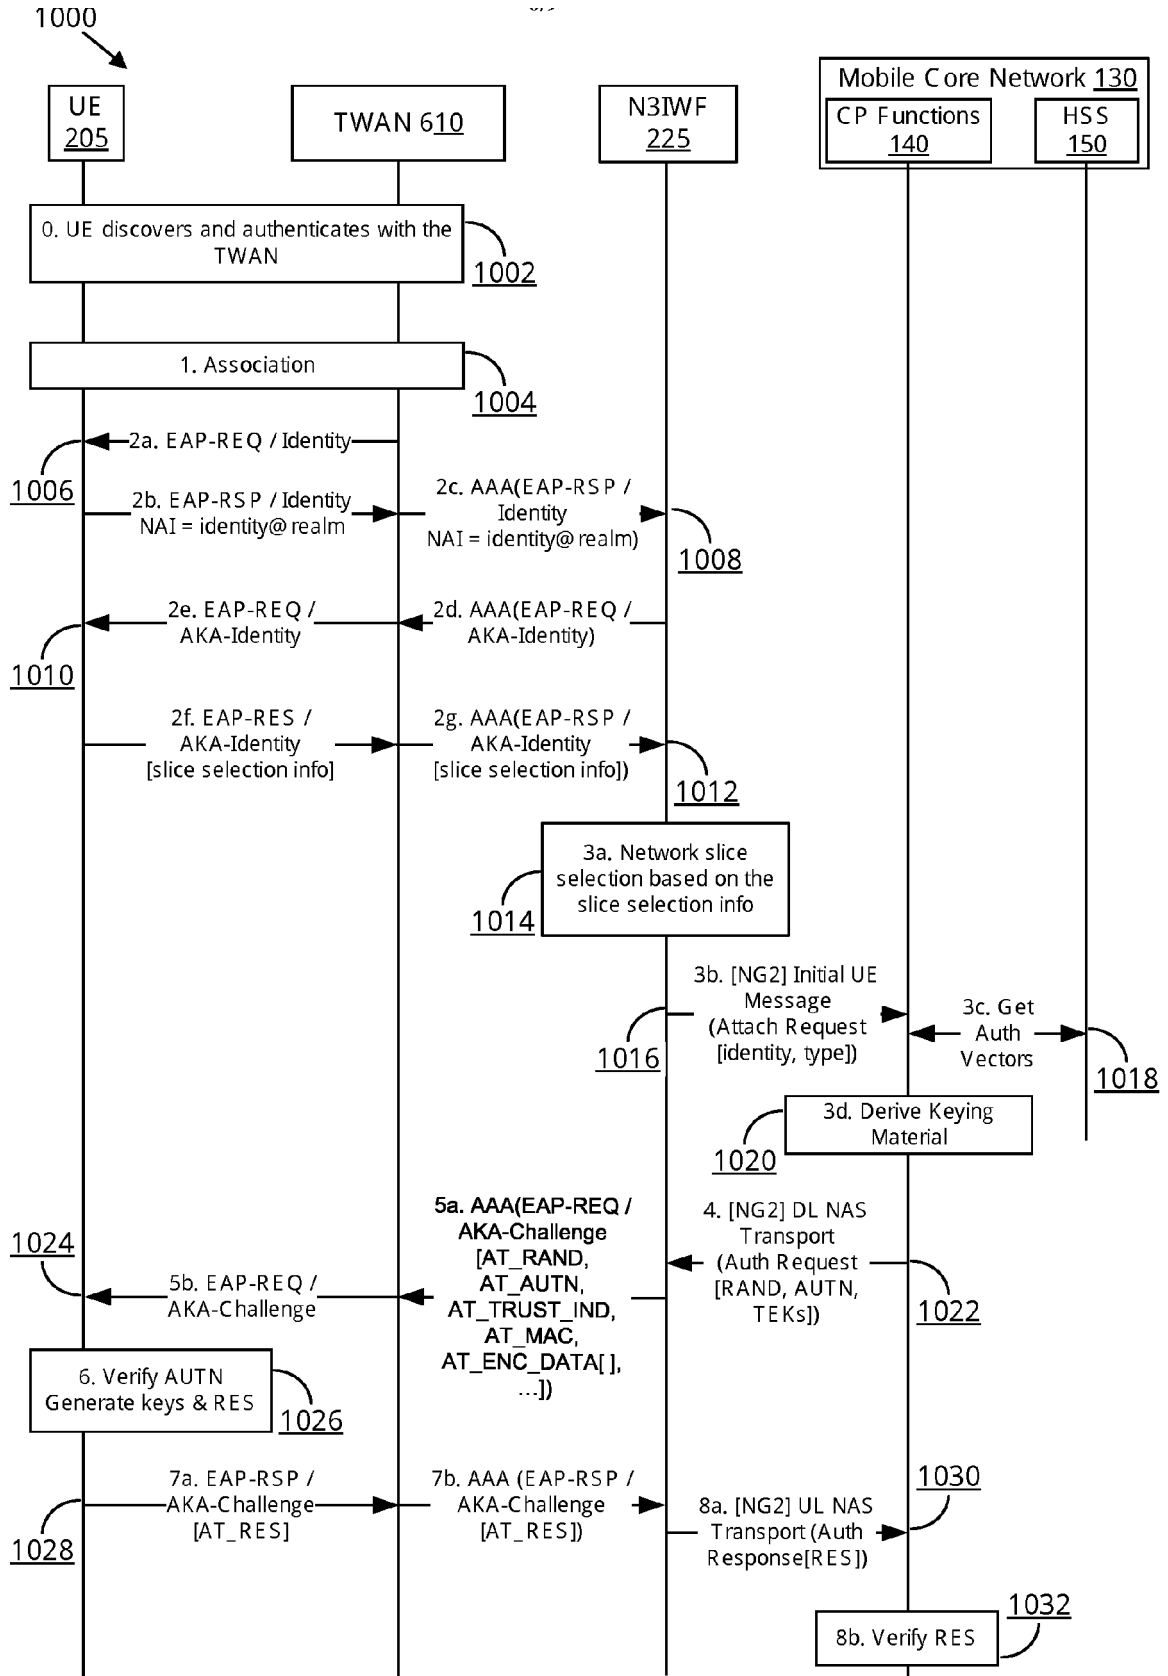 1000
Mobile Core Network 130
UE
205
TWAN 610
N3IWF
225
CP Functions
140
HSS
150
0. UE discovers and authenticates with the
TWAN
1002
1. Association
1004
2a. EAP-REQ / Identity
1006
2b. EAP-RSP / Identity
NAI = identity@realm
2c. AAA(EAP-RSP /
Identity
NAI = identity@realm)
1008
2e. EAP-REQ /
AKA-Identity
2d. AAA(EAP-REQ /
AKA-Identity)
1010
2f. EAP-RES /
AKA-Identity
[slice selection info]
2g. AAA(EAP-RSP /
AKA-Identity
[slice selection info])
1012
3a. Network slice
selection based on the
slice selection info
1014
3b. [NG2] Initial UE
Message
(Attach Request
[identity, type])
1016
3c. Get
Auth
Vectors
1018
3d. Derive Keying
Material
1020
4. [NG2] DL NAS
Transport
(Auth Request
[RAND, AUTN,
TEKs])
1022
5a. AAA(EAP-REQ /
AKA-Challenge
[AT_RAND,
AT_AUTN,
AT_TRUST_IND,
AT_MAC,
AT_ENC_DATA[ ],
...])
1024
5b. EAP-REQ /
AKA-Challenge
6. Verify AUTN
Generate keys & RES
1026
7a. EAP-RSP /
AKA-Challenge
[AT_RES]
1028
7b. AAA (EAP-RSP /
AKA-Challenge
[AT_RES])
8a. [NG2] UL NAS
Transport (Auth
Response[RES])
1030
8b. Verify RES
1032